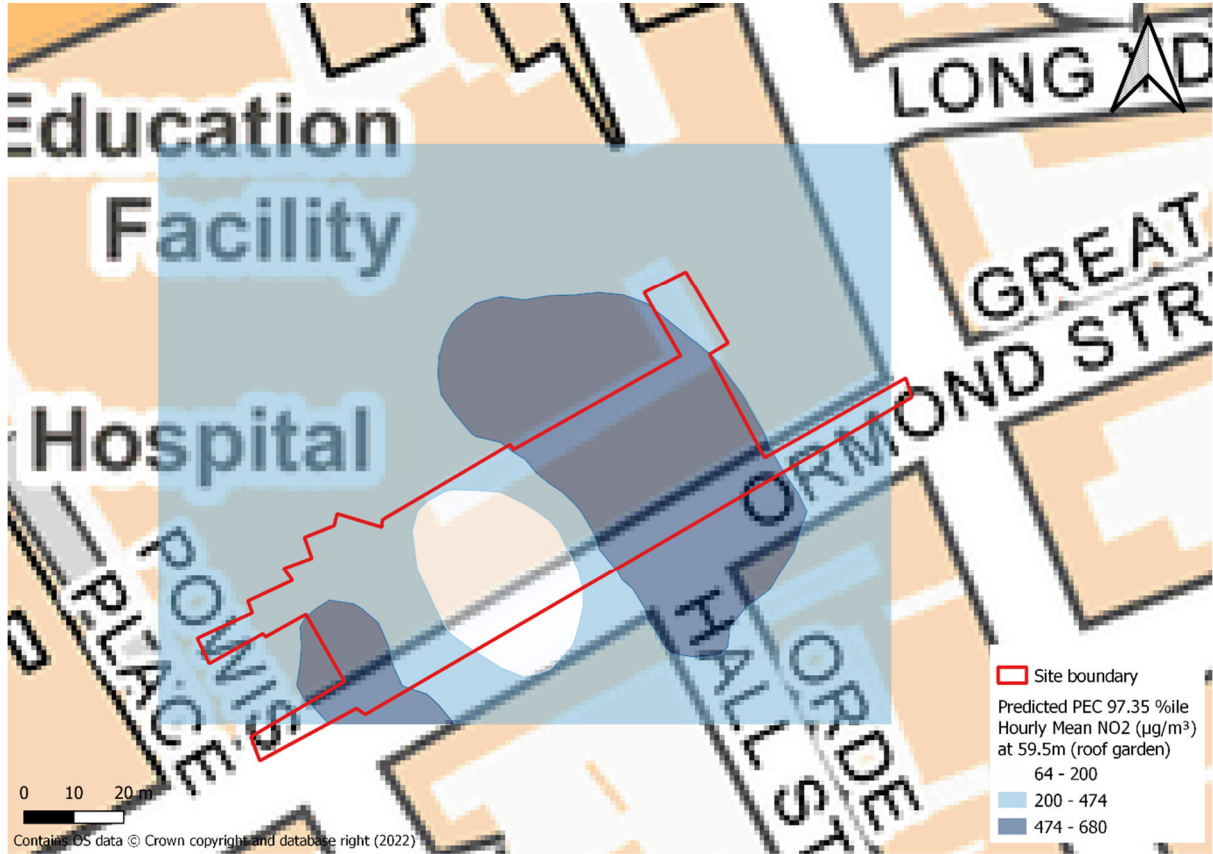 LONG YD
Education
Facility
GREAT
ORMOND STR
Hospital
POWIS
PLACE
HALL ST
ORDE
Site boundary
Predicted PEC 97.35 %ile
Hourly Mean NO2 (µg/m³)
at 59.5m (roof garden)
64 - 200
200 - 474
474 - 680
0 10 20 m
Contains OS data © Crown copyright and database right (2022)